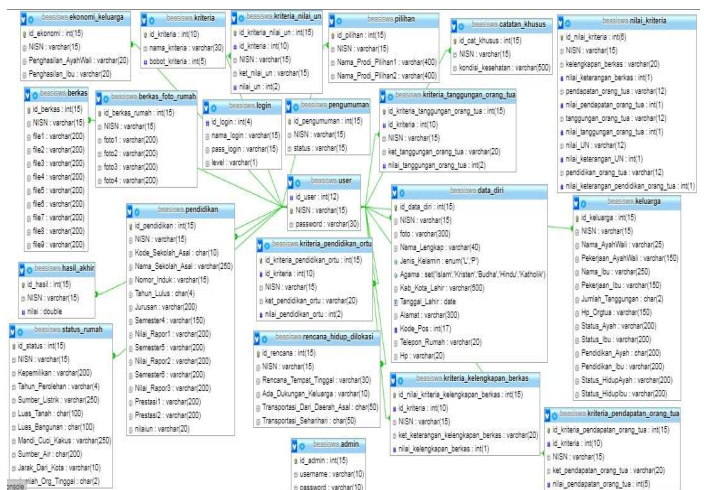 beasiswa ekonomi_keluarga
id_ekonomi : int(15)
NISN : varchar(15)
Penghasilan_AyahWali : varchar(20)
Penghasilan_Ibu : varchar(20)
beasiswa kriteria
id_kriteria : int(10)
nama_kriteria : varchar(30)
bobot_kriteria : int(5)
beasiswa kriteria_nilai_un
id_kriteria_nilai_un : int(15)
id_kriteria : int(10)
NISN : varchar(15)
ket_nilai_un : varchar(20)
nilai_un : int(2)
beasiswa pilihan
id_pilihan : int(15)
NISN : varchar(15)
Nama_Prod_Pilihan1 : varchar(400)
Nama_Prod_Pilihan2 : varchar(400)
beasiswa catatan_khusus
id_cat_khusus : int(15)
NISN : varchar(15)
kondisi_kesehatan : varchar(500)
beasiswa nilai_kriteria
id_nilai_kriteria : int(6)
NISN : varchar(15)
kelengkapan_berkas : varchar(20)
nilai_keterangan_berkas : int(1)
pendapatan_orang_tua : varchar(12)
nilai_pendapatan_orang_tua : int(1)
tanggungan_orang_tua : varchar(12)
nilai_tanggungan_orang_tua : int(1)
nilai_UN : varchar(12)
nilai_keterangan_UN : int(1)
pendidikan_orang_tua : varchar(12)
nilai_keterangan_pendidikan_orang_tua : int(1)
beasiswa berkas
id_berkas : int(15)
NISN : varchar(15)
file1 : varchar(200)
file2 : varchar(200)
file3 : varchar(200)
file4 : varchar(200)
file5 : varchar(200)
file6 : varchar(200)
file7 : varchar(200)
file8 : varchar(200)
file9 : varchar(200)
beasiswa berkas_foto_rumah
id_berkas_rumah : int(15)
NISN : varchar(15)
foto1 : varchar(200)
foto2 : varchar(200)
foto3 : varchar(200)
foto4 : varchar(200)
beasiswa login
id_login : int(4)
nama_login : varchar(15)
pass_login : varchar(15)
level : varchar(1)
beasiswa pengumuman
id_pengumuman : int(15)
NISN : varchar(15)
status : varchar(15)
beasiswa kriteria_tanggungan_orang_tua
id_kriteria_tanggungan_orang_tua : int(15)
id_kriteria : int(10)
NISN : varchar(15)
ket_tanggungan_orang_tua : varchar(20)
nilai_tanggungan_orang_tua : int(2)
beasiswa user
id_user : int(12)
NISN : varchar(15)
password : varchar(30)
beasiswa data_diri
id_data_diri : int(15)
NISN : varchar(15)
foto : varchar(300)
Nama_Lengkap : varchar(40)
Jenis_Kelamin : enum('L','P')
Agama : set('Islam','Kristen','Budha','Hindu','Katholik')
Kab_Kota_Lahir : varchar(500)
Tanggal_Lahir : date
Alamat : varchar(300)
Kode_Pos : int(17)
Telepon_Rumah : varchar(20)
Hp : varchar(20)
beasiswa keluarga
id_keluarga : int(15)
NISN : varchar(15)
Nama_AyahWali : varchar(25)
Pekerjaan_AyahWali : varchar(150)
Nama_Ibu : varchar(250)
Pekerjaan_Ibu : varchar(150)
Jumlah_Tanggungan : char(2)
Hp_Orgtua : varchar(15)
Status_Ayah : varchar(200)
Status_Ibu : varchar(200)
Pendidikan_Ayah : char(200)
Pendidikan_Ibu : varchar(200)
Status_HidupAyah : varchar(200)
Status_HidupIbu : varchar(200)
beasiswa pendidikan
id_pendidikan : int(15)
NISN : varchar(15)
Kode_Sekolah_Asal : char(10)
Nama_Sekolah_Asal : varchar(250)
Nomor_Induk : varchar(15)
Tahun_Lulus : char(4)
Jurusan : varchar(200)
Semester4 : varchar(150)
Nilai_Rapor1 : varchar(200)
Semester5 : varchar(200)
Nilai_Rapor2 : varchar(200)
Semester6 : varchar(200)
Nilai_Rapor3 : varchar(200)
Prestasi1 : varchar(200)
Prestasi2 : varchar(200)
nilaiun : varchar(20)
beasiswa kriteria_pendidikan_ortu
id_kriteria_pendidikan_ortu : int(15)
id_kriteria : int(10)
NISN : varchar(15)
ket_pendidikan_ortu : varchar(20)
nilai_pendidikan_ortu : int(2)
beasiswa hasil_akhir
id_hasil : int(15)
NISN : varchar(15)
nilai : double
beasiswa status_rumah
id_status : int(15)
NISN : varchar(15)
Kepemilikan : varchar(200)
Tahun_Perolehan : varchar(4)
Sumber_Listrik : varchar(250)
Luas_Tanah : char(100)
Luas_Bangunan : char(100)
Mandi_Cuci_Kakus : varchar(250)
Sumber_Air : char(200)
Jarak_Dari_Kota : varchar(10)
mlah_Org_Tinggal : char(2)
onsole
beasiswa rencana_hidup_dilokasi
id_rencana : int(15)
NISN : varchar(15)
Rencana_Tempat_Tinggal : varchar(30)
Ada_Dukungan_Keluarga : varchar(10)
Transportasi_Dari_Daerah_Asal : char(50)
Transportasi_Seharihari : char(50)
beasiswa kriteria_kelengkapan_berkas
id_nilai_kriteria_kelengkapan_berkas : int(15)
id_kriteria : int(10)
NISN : varchar(15)
ket_keterangan_kelengkapan_berkas : varchar(20)
nilai_kelengkapan_berkas : int(1)
beasiswa kriteria_pendapatan_orang_tua
id_kriteria_pendapatan_orang_tua : int(15)
id_kriteria : int(10)
NISN : varchar(15)
ket_pendapatan_orang_tua : varchar(20)
nilai_pendapatan_orang_tua : int(5)
beasiswa admin
id_admin : int(15)
username : varchar(10)
password : varchar(10)